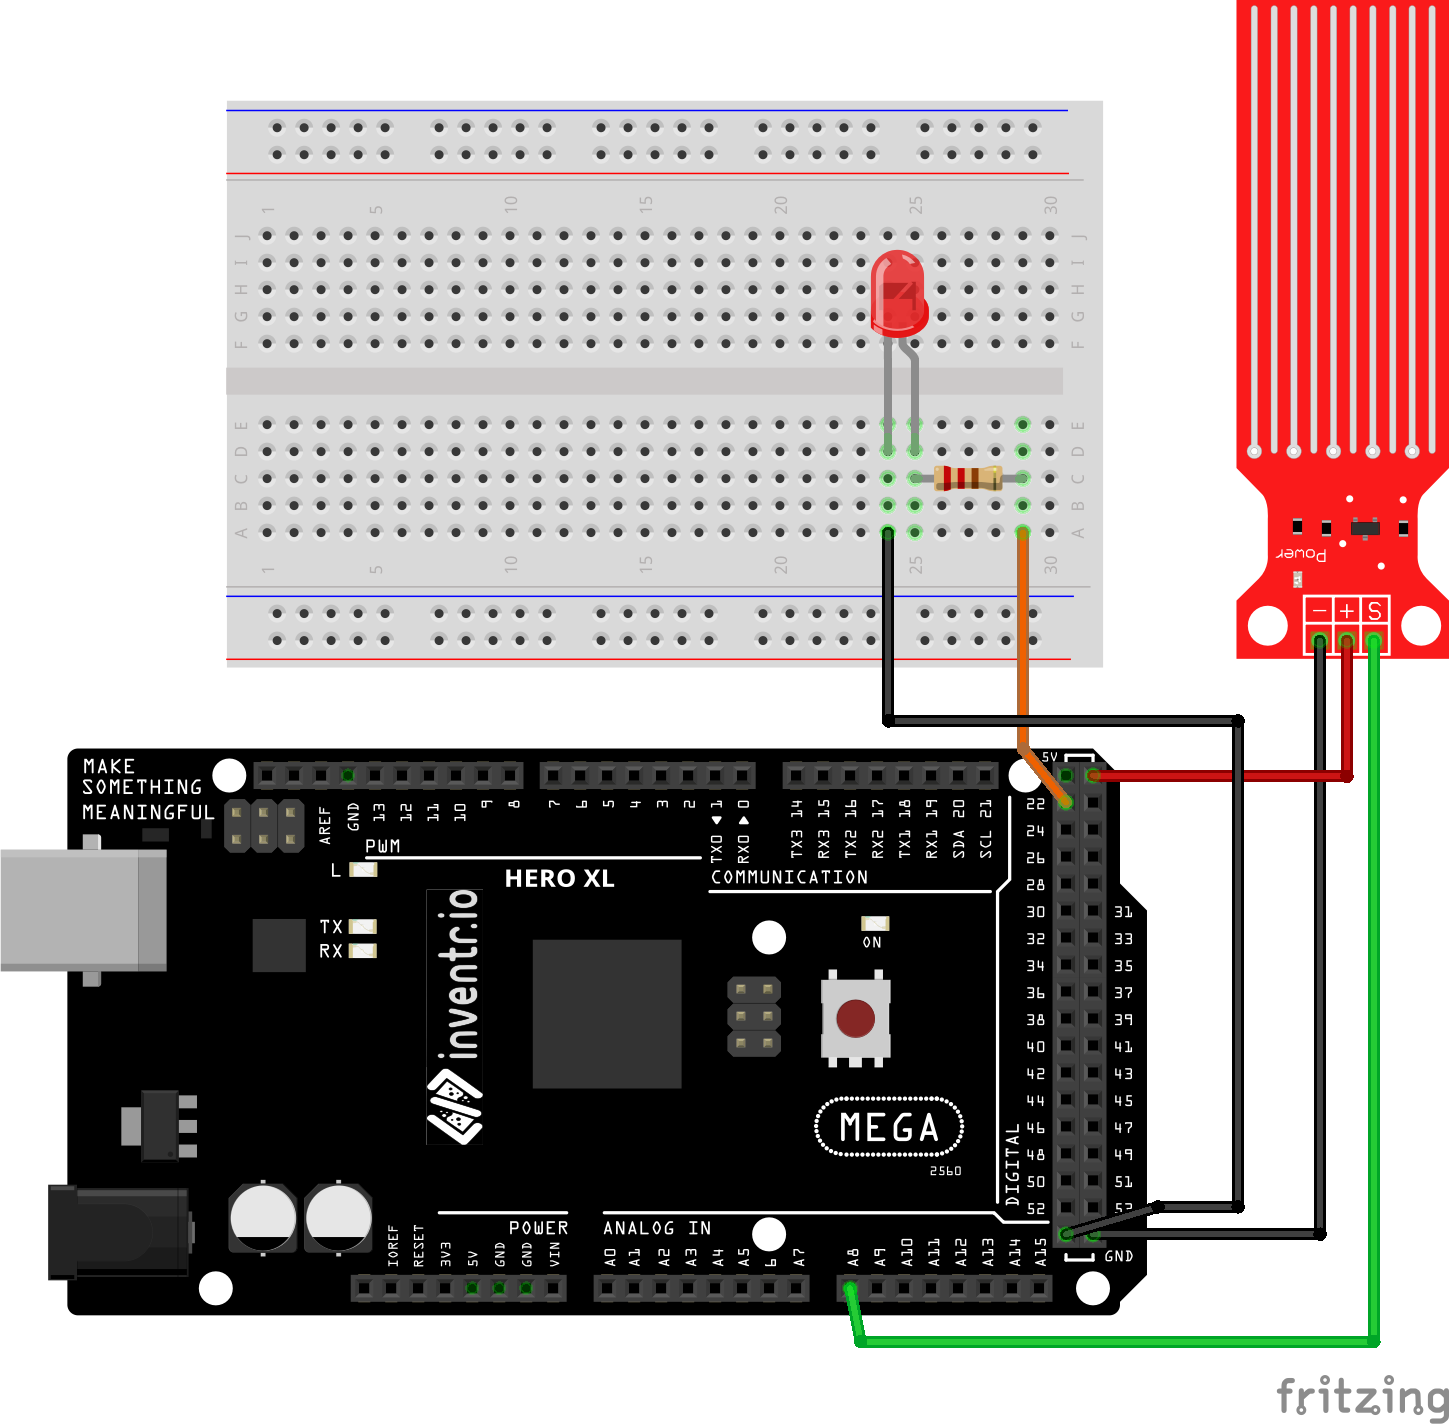 1 5 10 15 20 25 30
J J
I I
H H
G G
F F
E E
D D
C C
B B
A A
1 5 10 15 20 25 30
Power
- + S
MAKE
SOMETHING
MEANINGFUL
AREF GND 13 12 11 10 9 8
7 6 5 4 3 2 TX0 ◀ 1 RX0 ▶ 0
TX3 14 RX3 15 TX2 16 RX2 17 TX1 18 RX1 19 SDA 20 SCL 21
PWM
COMMUNICATION
L
TX
RX
HERO XL
inventr.io
ON
MEGA
2560
5V
22
24
26
28
30 31
32 33
34 35
36 37
38 39
40 41
42 43
44 45
46 47
48 49
50 51
52 53
GND
DIGITAL
POWER
ANALOG IN
IOREF RESET 3V3 5V GND GND VIN
A0 A1 A2 A3 A4 A5 6 A7
A8 A9 A10 A11 A12 A13 A14 A15
fritzing